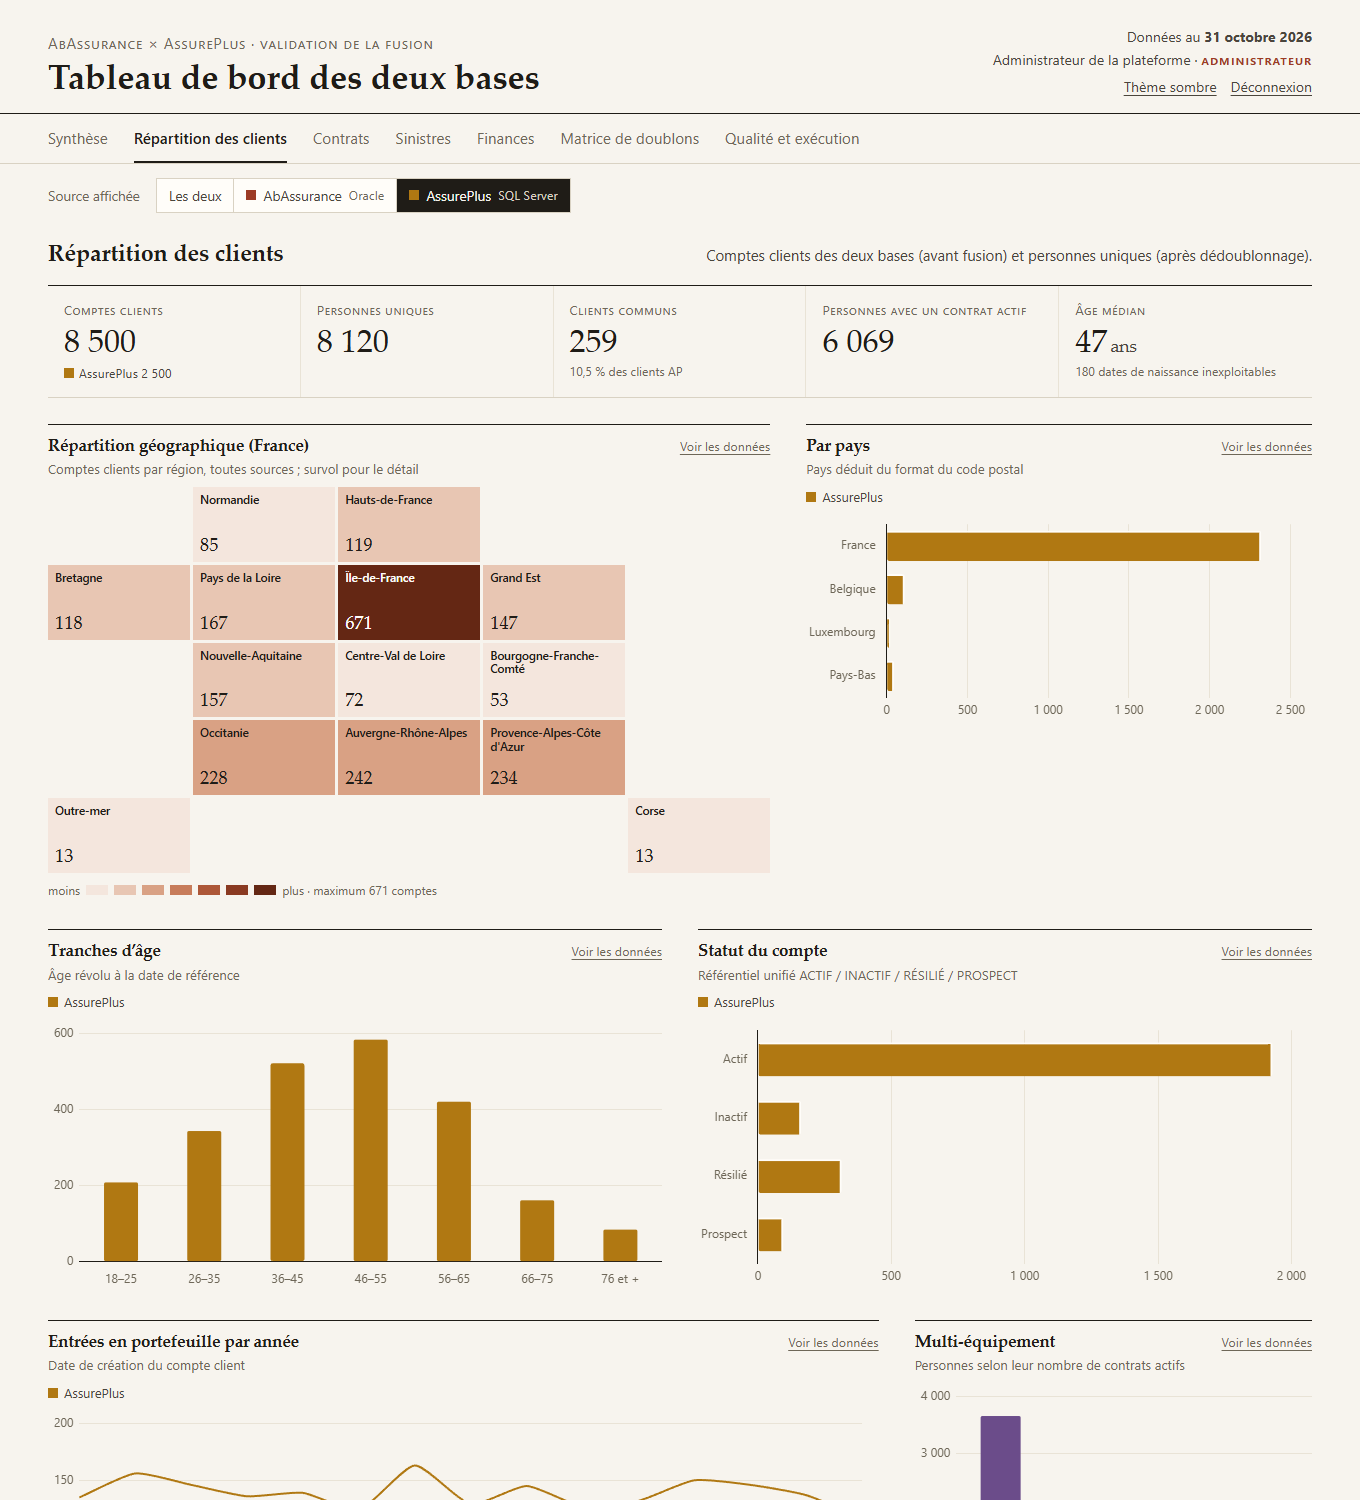 AbAssurance × AssurePlus · validation de la fusion
Tableau de bord des deux bases
Données au 31 octobre 2026
Administrateur de la plateforme · ADMINISTRATEUR
Thème sombre Déconnexion
Synthèse Répartition des clients Contrats Sinistres Finances Matrice de doublons Qualité et exécution
Source affichée Les deux AbAssurance Oracle AssurePlus SQL Server
Répartition des clients
Comptes clients des deux bases (avant fusion) et personnes uniques (après dédoublonnage).
Comptes clients
8 500
AssurePlus 2 500
Personnes uniques
8 120
Clients communs
259
10,5 % des clients AP
Personnes avec un contrat actif
6 069
Âge médian
47 ans
180 dates de naissance inexploitables
Répartition géographique (France)
Voir les données
Comptes clients par région, toutes sources ; survol pour le détail
Normandie
85
Hauts-de-France
119
Bretagne
118
Pays de la Loire
167
Île-de-France
671
Grand Est
147
Nouvelle-Aquitaine
157
Centre-Val de Loire
72
Bourgogne-Franche-
Comté
53
Occitanie
228
Auvergne-Rhône-Alpes
242
Provence-Alpes-Côte
d'Azur
234
Outre-mer
13
Corse
13
moins plus · maximum 671 comptes
Par pays
Voir les données
Pays déduit du format du code postal
AssurePlus
France
Belgique
Luxembourg
Pays-Bas
0 500 1 000 1 500 2 000 2 500
Tranches d’âge
Voir les données
Âge révolu à la date de référence
AssurePlus
600
400
200
0
18–25 26–35 36–45 46–55 56–65 66–75 76 et +
Statut du compte
Voir les données
Référentiel unifié ACTIF / INACTIF / RÉSILIÉ / PROSPECT
AssurePlus
Actif
Inactif
Résilié
Prospect
0 500 1 000 1 500 2 000
Entrées en portefeuille par année
Voir les données
Date de création du compte client
AssurePlus
200
150
Multi-équipement
Voir les données
Personnes selon leur nombre de contrats actifs
4 000
3 000